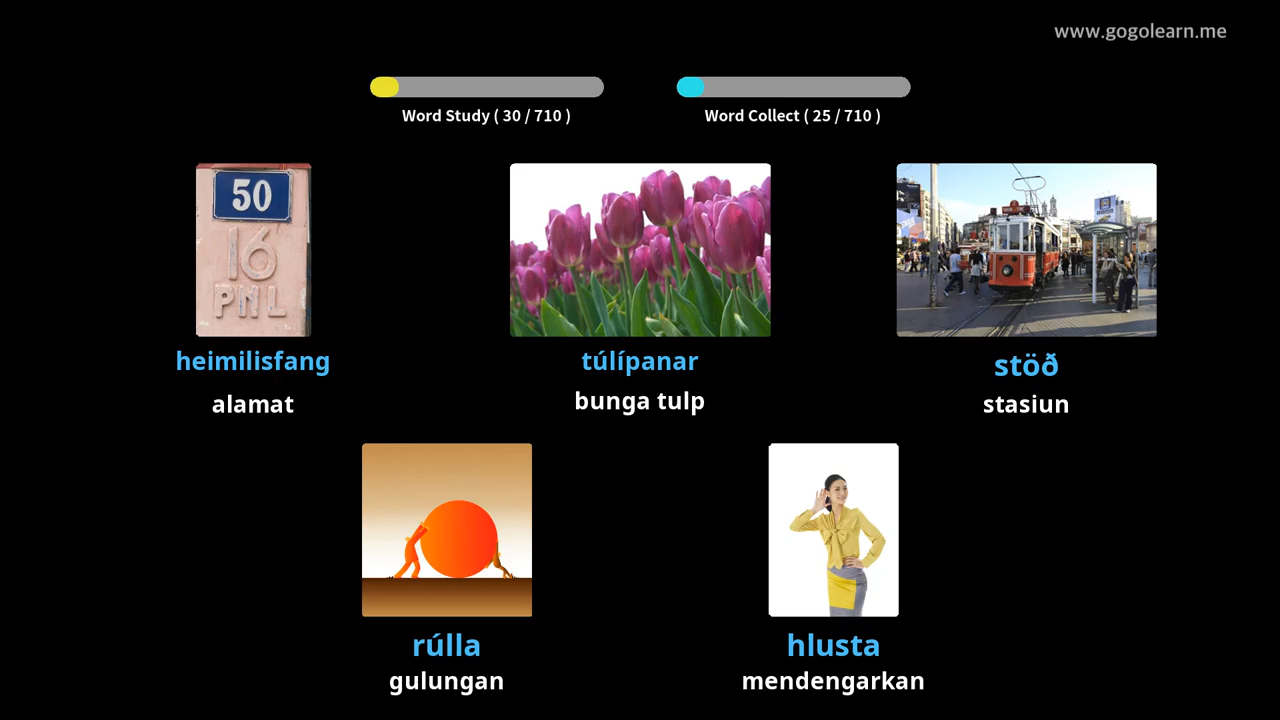 www.gogolearn.me
Word Study ( 30 / 710 )
Word Collect ( 25 / 710 )
50
16
PNL
heimilisfang
alamat
túlípanar
bunga tulp
stöð
stasiun
rúlla
gulungan
hlusta
mendengarkan